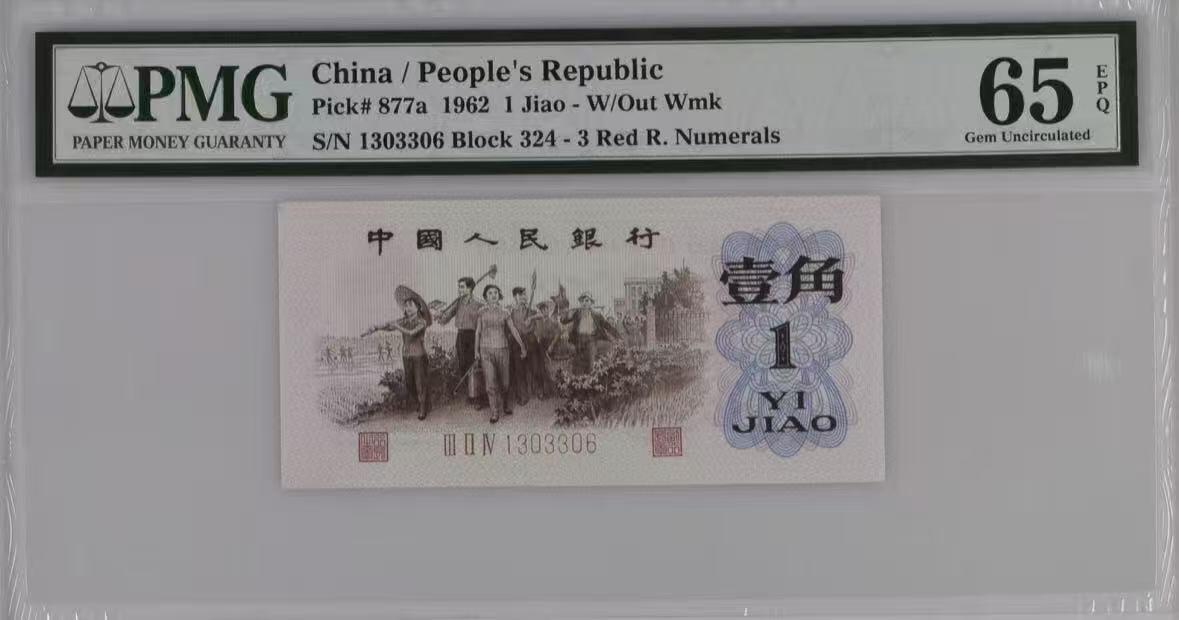 PMG
PAPER MONEY GUARANTY
China / People's Republic
Pick# 877a 1962 1 Jiao - W/Out Wmk
S/N 1303306 Block 324 - 3 Red R. Numerals
65
EPQ
Gem Uncirculated
中國人民銀行
壹角
1
YI
JIAO
Ⅲ Ⅱ Ⅳ 1303306